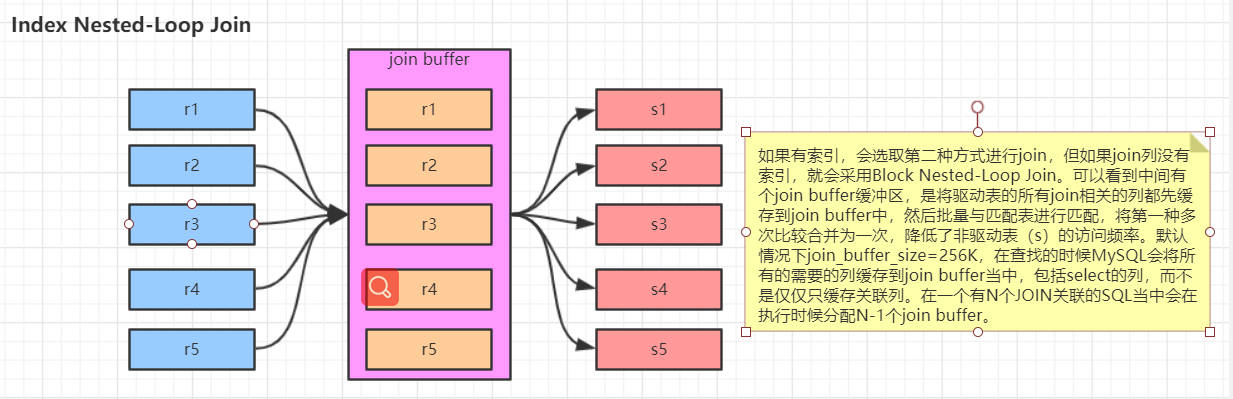 Index Nested-Loop Join
join buffer
r1
r1
s1
r2
r2
s2
r3
r3
s3
r4
r4
s4
r5
r5
s5
如果有索引，会选取第二种方式进行join，但如果join列没有
索引，就会采用Block Nested-Loop Join。可以看到中间有
个join buffer缓冲区，是将驱动表的所有join相关的列都先缓
存到join buffer中，然后批量与匹配表进行匹配，将第一种多
次比较合并为一次，降低了非驱动表（s）的访问频率。默认
情况下join_buffer_size=256K，在查找的时候MySQL会将所
有的需要的列缓存到join buffer当中，包括select的列，而不
是仅仅只缓存关联列。在一个有N个JOIN关联的SQL当中会在
执行时候分配N-1个join buffer。